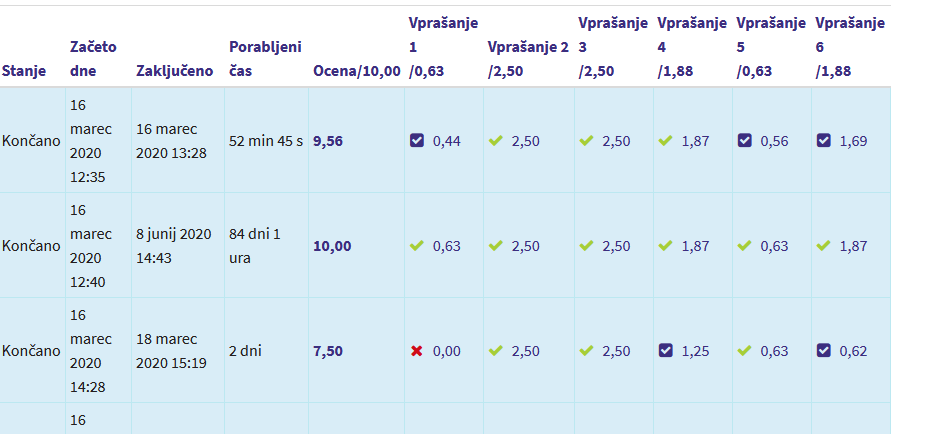 Stanje Začeto dne Zaključeno Porabljeni čas Ocena/10,00 Vprašanje 1 /0,63 Vprašanje 2 /2,50 Vprašanje 3 /2,50 Vprašanje 4 /1,88 Vprašanje 5 /0,63 Vprašanje 6 /1,88
Končano 16 marec 2020 12:35 16 marec 2020 13:28 52 min 45 s 9,56 0,44 2,50 2,50 1,87 0,56 1,69
Končano 16 marec 2020 12:40 8 junij 2020 14:43 84 dni 1 ura 10,00 0,63 2,50 2,50 1,87 0,63 1,87
Končano 16 marec 2020 14:28 18 marec 2020 15:19 2 dni 7,50 0,00 2,50 2,50 1,25 0,63 0,62
16